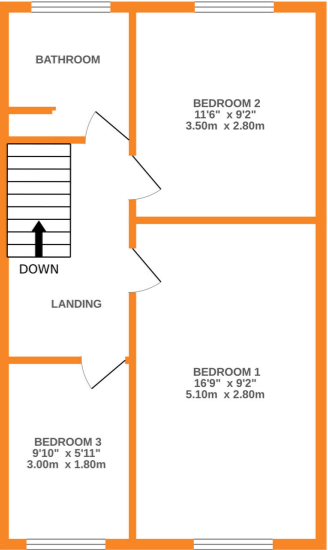 BATHROOM
BEDROOM 2
11'6" x 9'2"
3.50m x 2.80m
DOWN
LANDING
BEDROOM 1
16'9" x 9'2"
5.10m x 2.80m
BEDROOM 3
9'10" x 5'11"
3.00m x 1.80m